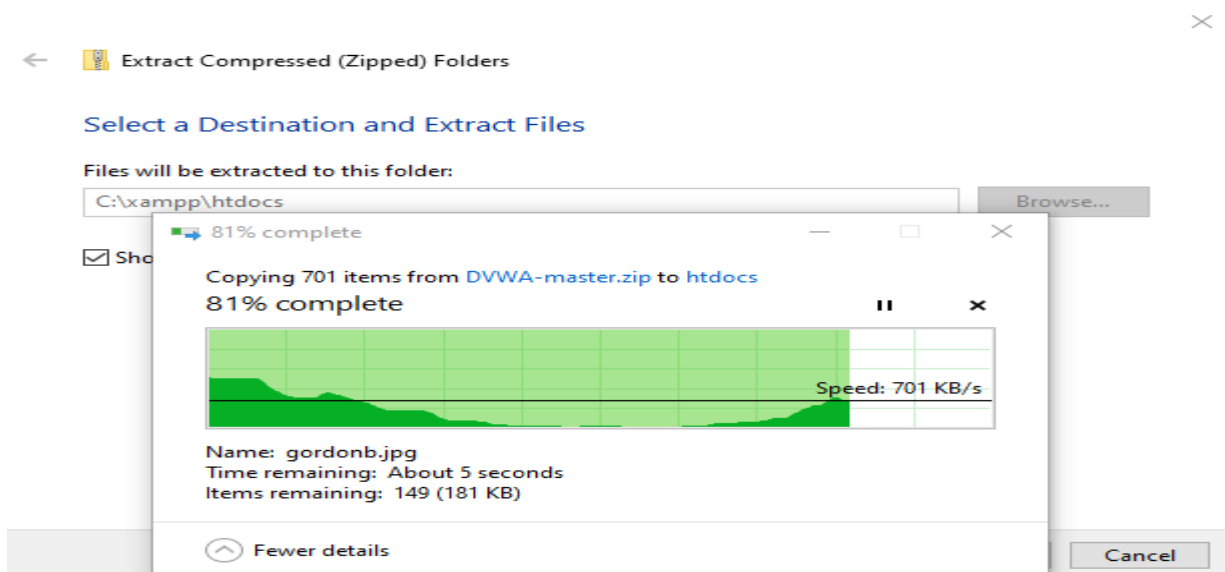 Extract Compressed (Zipped) Folders
Select a Destination and Extract Files
Files will be extracted to this folder:
C:\xampp\htdocs
Browse...
81% complete
Sho
Copying 701 items from DVWA-master.zip to htdocs
81% complete
Speed: 701 KB/s
Name: gordonb.jpg
Time remaining: About 5 seconds
Items remaining: 149 (181 KB)
Fewer details
Cancel